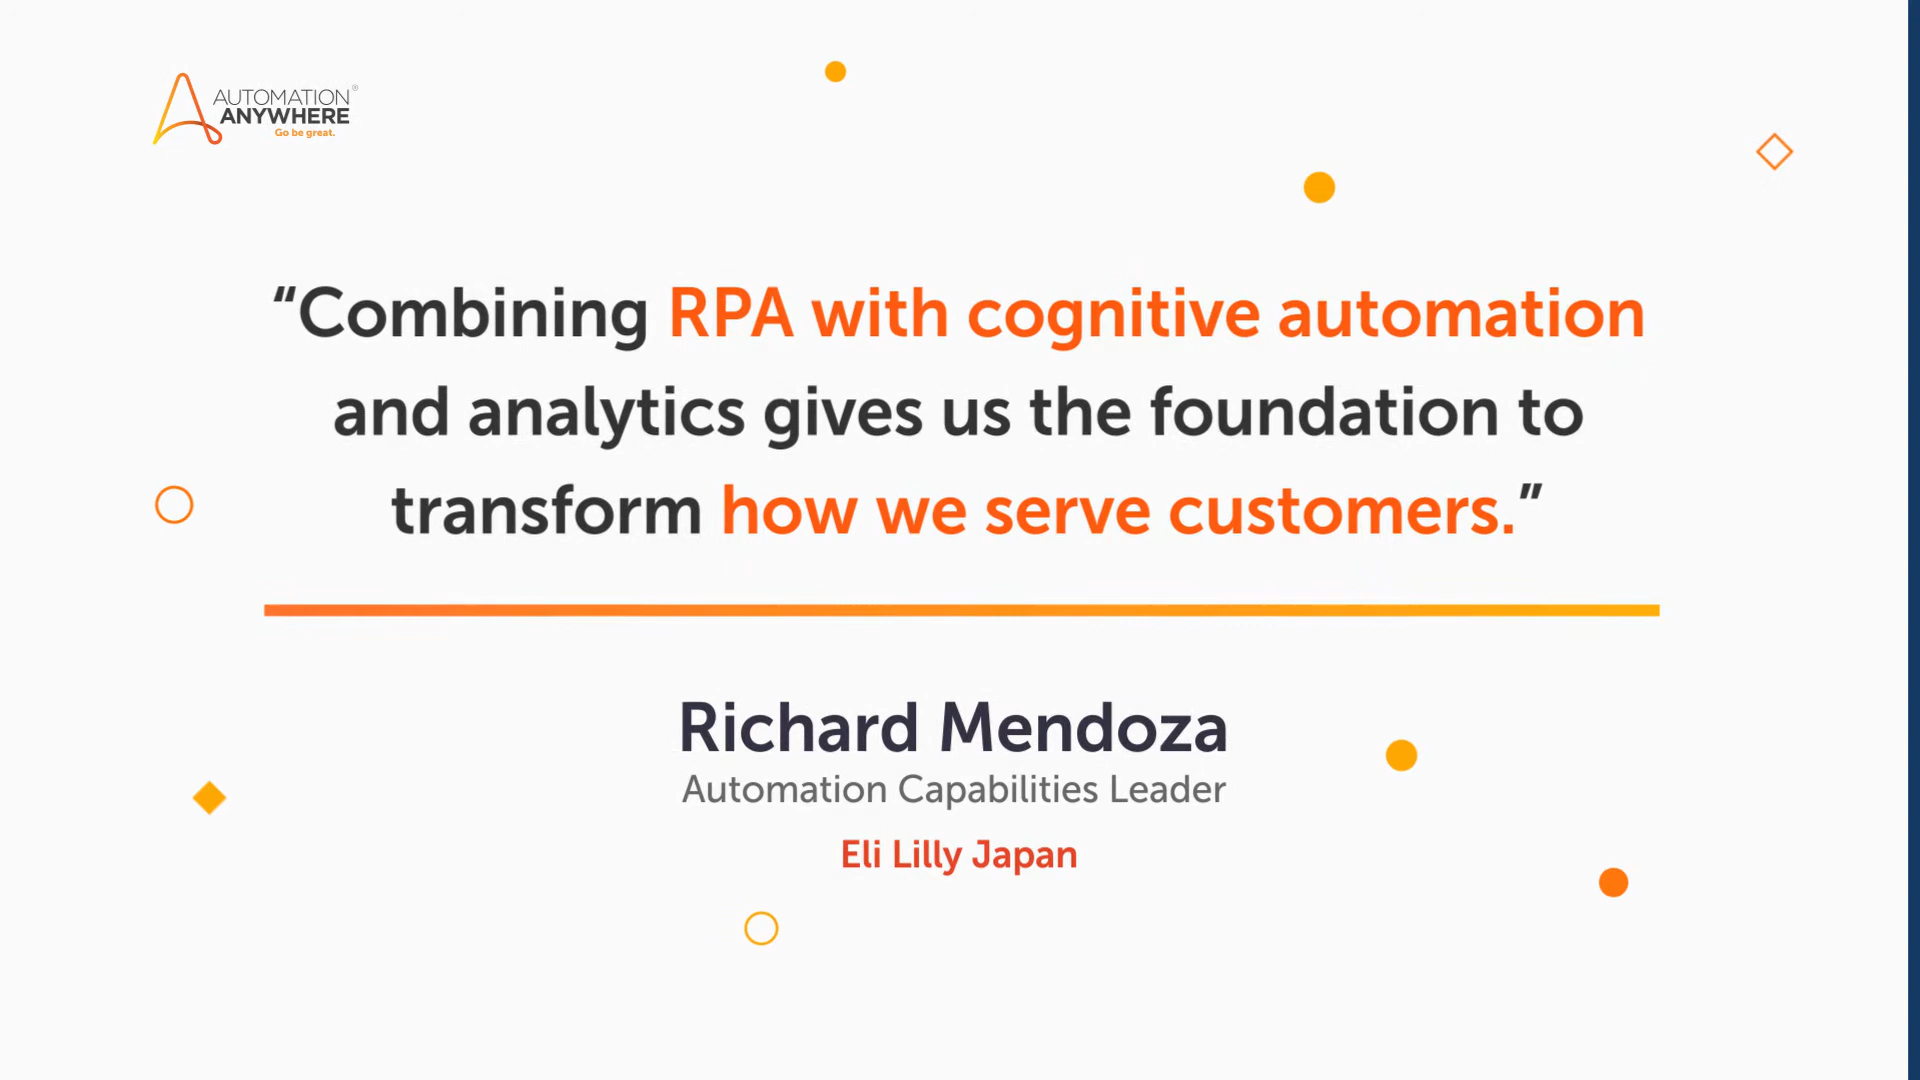 AUTOMATION®
ANYWHERE
Go be great.
“Combining RPA with cognitive automation
and analytics gives us the foundation to
transform how we serve customers.”
Richard Mendoza
Automation Capabilities Leader
Eli Lilly Japan